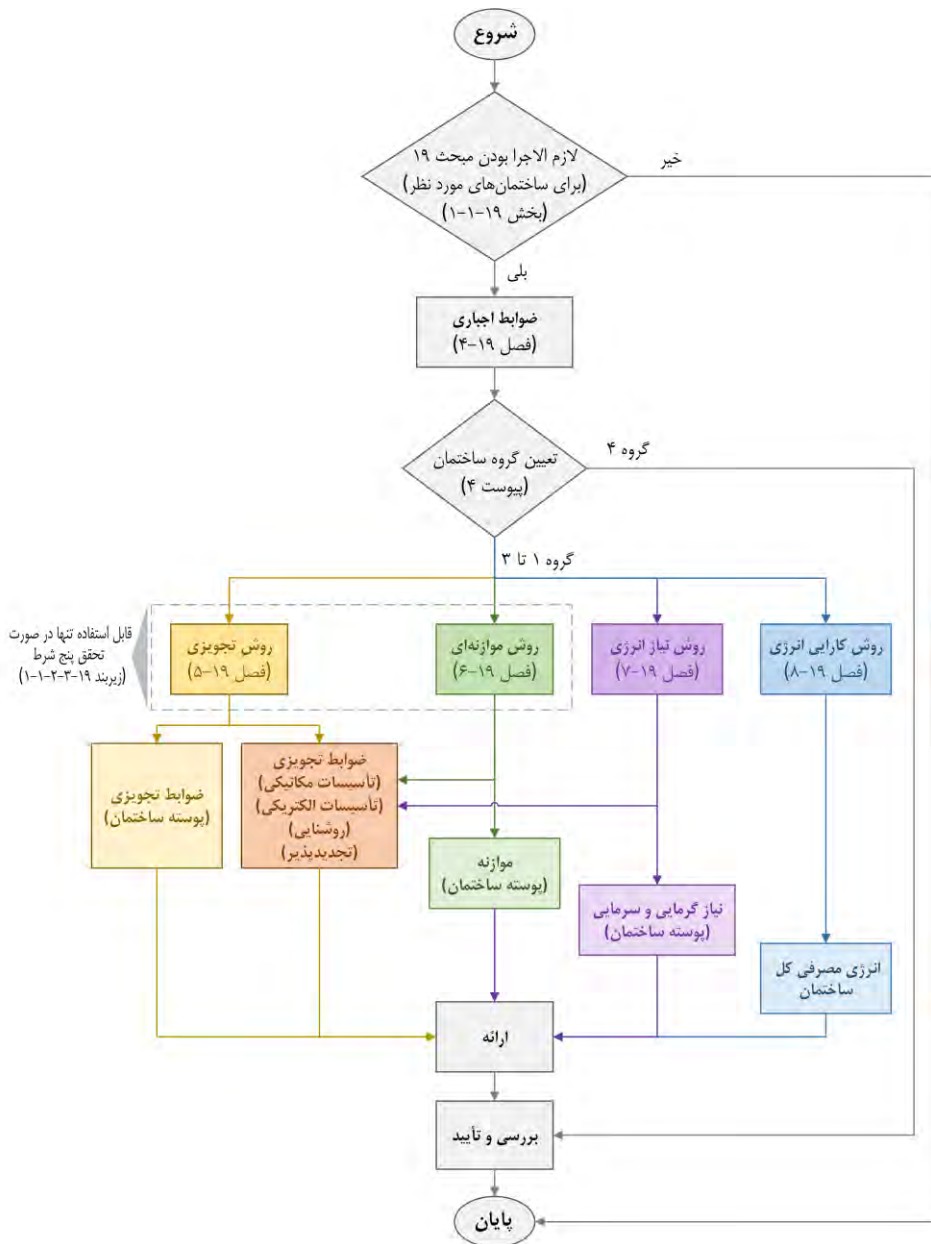 شروع
لازم الاجرا بودن مبحث ۱۹
(برای ساختمان‌های مورد نظر)
(بخش ۱۹-۱-۱)
خیر
بلی
ضوابط اجباری
(فصل ۱۹-۴)
تعیین گروه ساختمان
(پیوست ۴)
گروه ۴
گروه ۱ تا ۳
قابل استفاده تنها در صورت
تحقق پنج شرط
(زیربند ۱۹-۳-۲-۱-۱)
روش کارایی انرژی
(فصل ۱۹-۸)
روش نیاز انرژی
(فصل ۱۹-۷)
روش موازنه‌ای
(فصل ۱۹-۶)
روش تجویزی
(فصل ۱۹-۵)
ضوابط تجویزی
(تأسیسات مکانیکی)
(تأسیسات الکتریکی)
(روشنایی)
(تجدیدپذیر)
ضوابط تجویزی
(پوسته ساختمان)
موازنه
(پوسته ساختمان)
نیاز گرمایی و سرمایی
(پوسته ساختمان)
انرژی مصرفی کل
ساختمان
ارائه
بررسی و تأیید
پایان